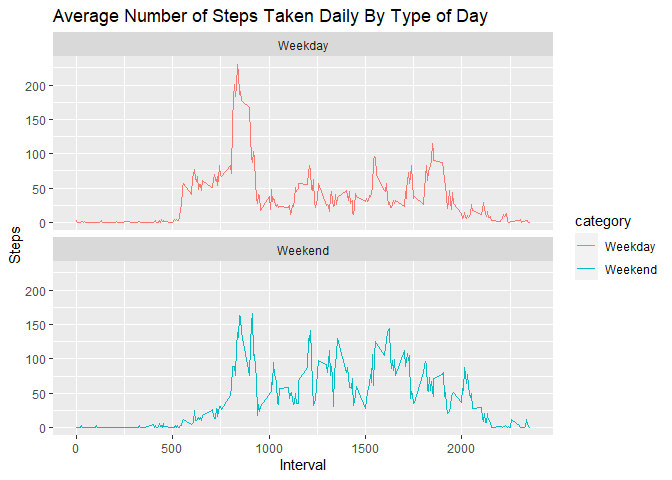 Average Number of Steps Taken Daily By Type of Day
Weekday
200
150
100
50
0
Weekend
200
150
100
50
0
Steps
0 500 1000 1500 2000
Interval
category
Weekday
Weekend